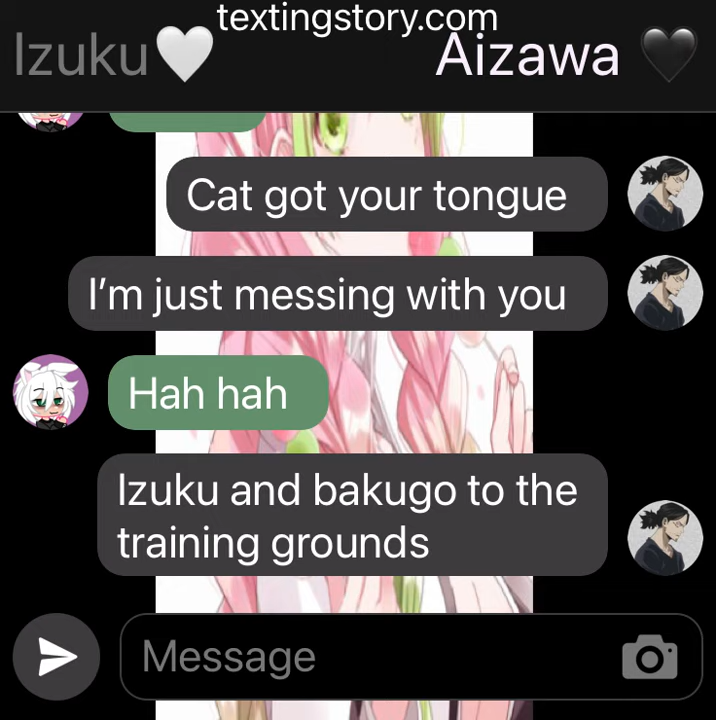 textingstory.com
Izuku🤍 Aizawa 🖤
Cat got your tongue
I’m just messing with you
Hah hah
Izuku and bakugo to the
training grounds
Message